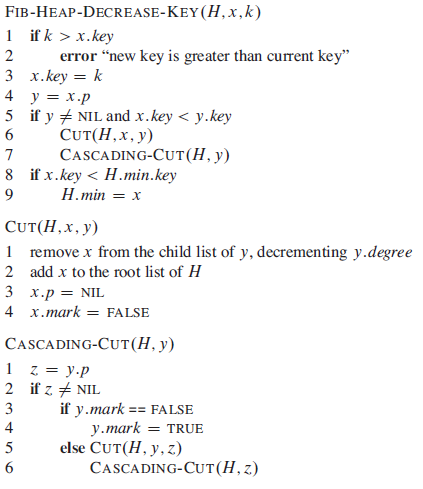 FIB-HEAP-DECREASE-KEY(H, x, k)
1 if k > x.key
2 error “new key is greater than current key”
3 x.key = k
4 y = x.p
5 if y ≠ NIL and x.key < y.key
6 CUT(H, x, y)
7 CASCADING-CUT(H, y)
8 if x.key < H.min.key
9 H.min = x
CUT(H, x, y)
1 remove x from the child list of y, decrementing y.degree
2 add x to the root list of H
3 x.p = NIL
4 x.mark = FALSE
CASCADING-CUT(H, y)
1 z = y.p
2 if z ≠ NIL
3 if y.mark == FALSE
4 y.mark = TRUE
5 else CUT(H, y, z)
6 CASCADING-CUT(H, z)